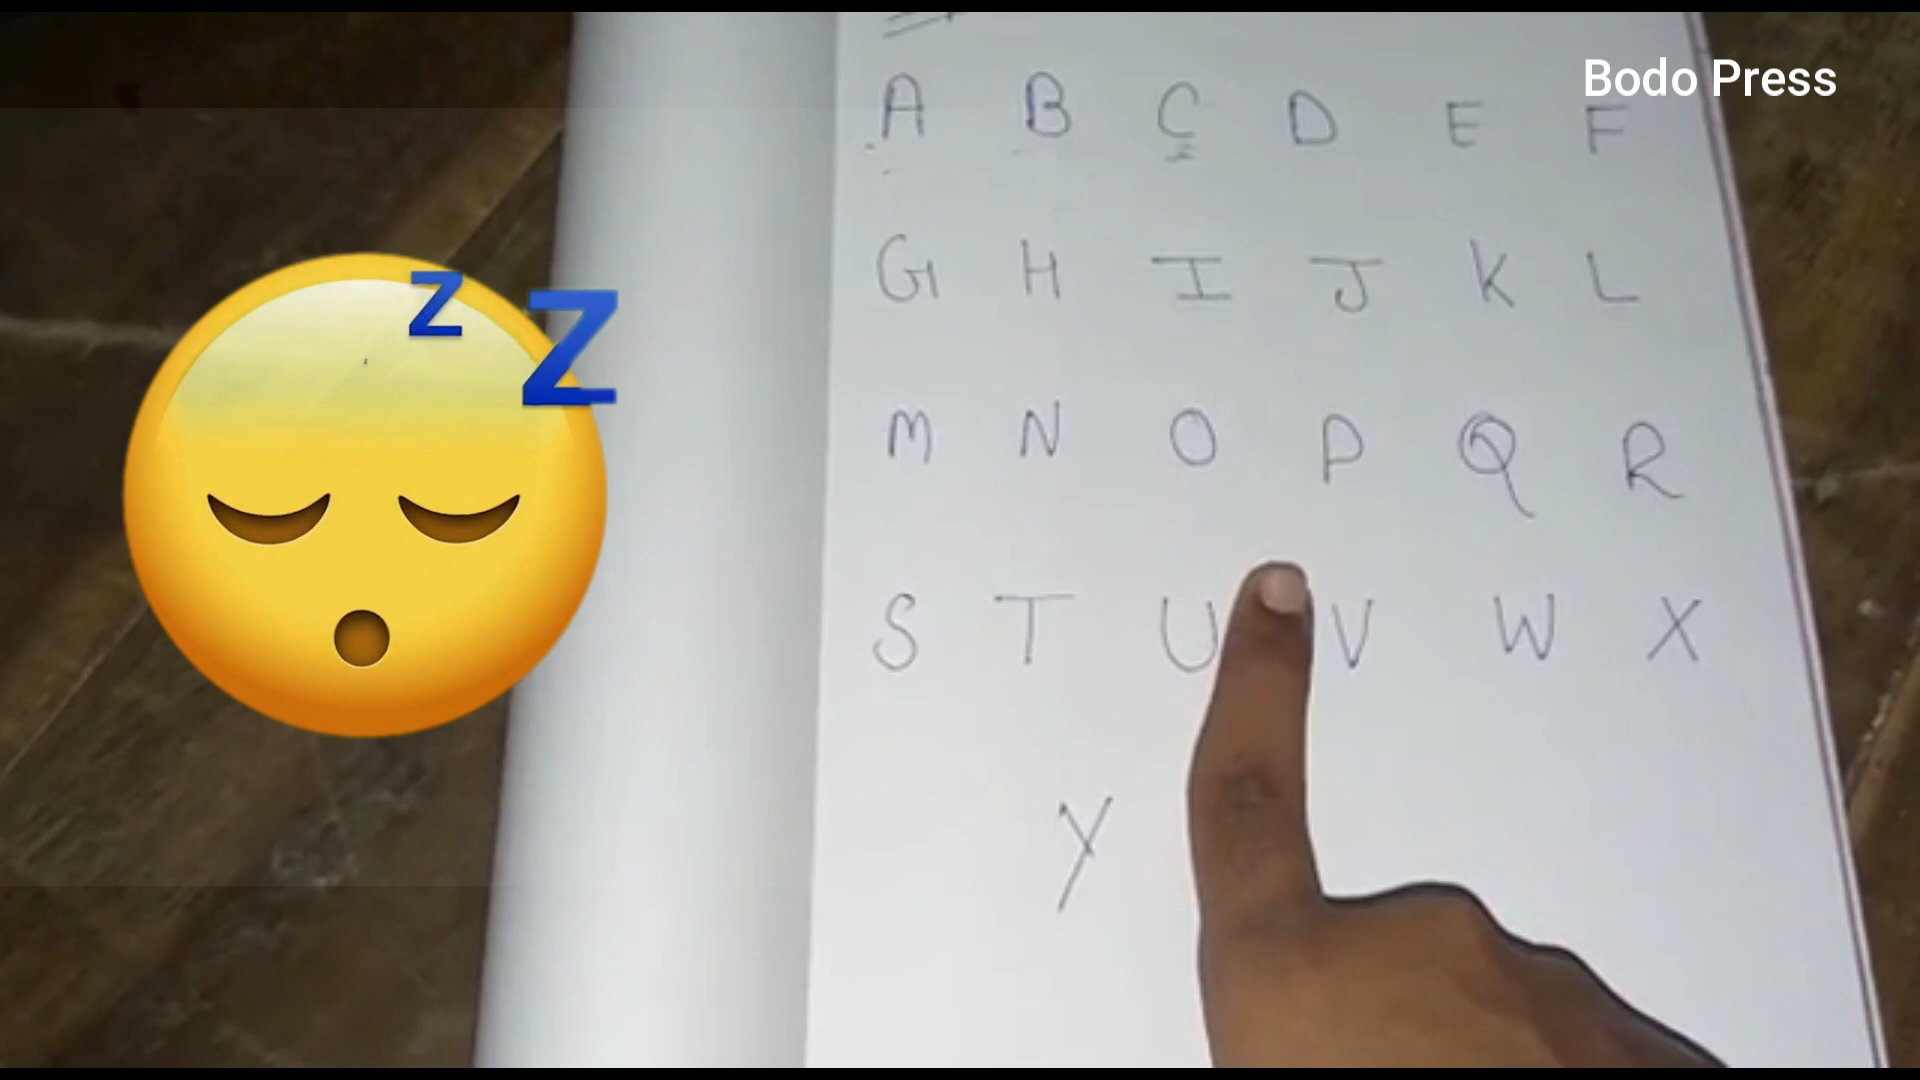 Bodo Press
A B C D E F
G H I J K L
M N O P Q R
S T U V W X
Y
z Z